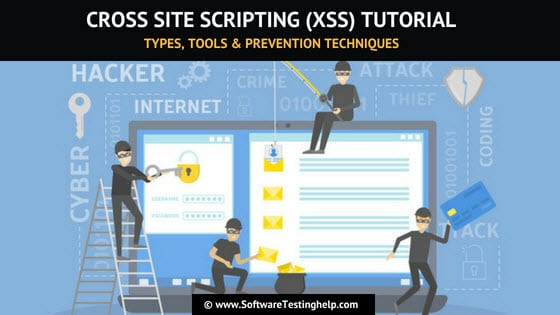 CROSS SITE SCRIPTING (XSS) TUTORIAL
TYPES, TOOLS & PREVENTION TECHNIQUES
HACKER
CRIME
ATTACK
INTERNET
THIEF
CYBER
CODING
USERNAME
PASSWORD
© www.SoftwareTestinghelp.com